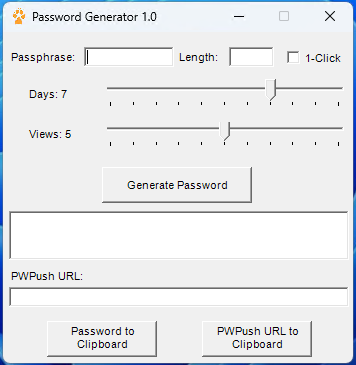 Password Generator 1.0
Passphrase: Length: 1-Click
Days: 7
Views: 5
Generate Password
PWPush URL:
Password to
Clipboard
PWPush URL to
Clipboard